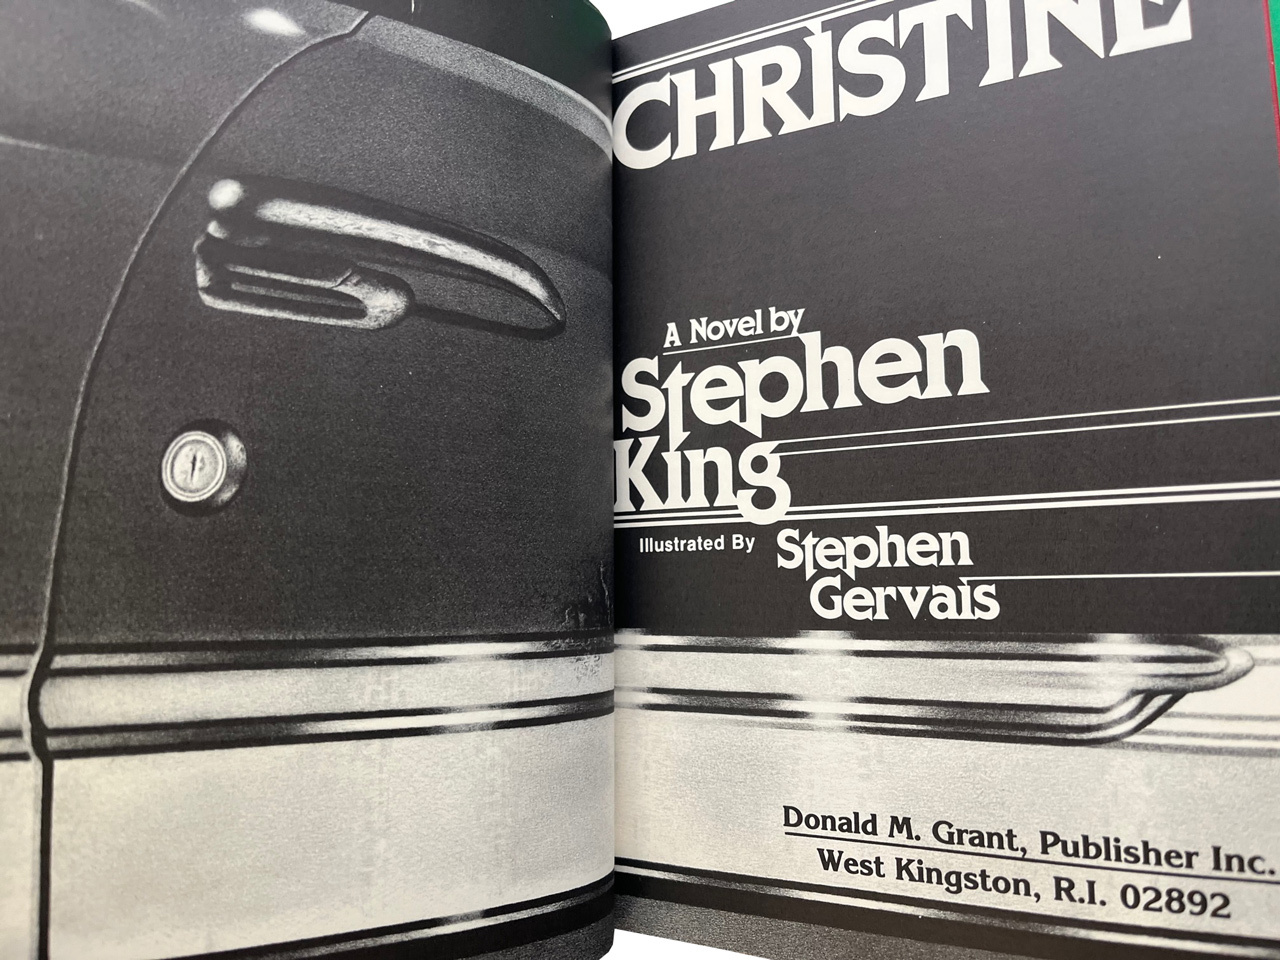 CHRISTINE
A Novel by
Stephen
King
Illustrated By
Stephen
Gervais
Donald M. Grant, Publisher Inc.
West Kingston, R.I. 02892